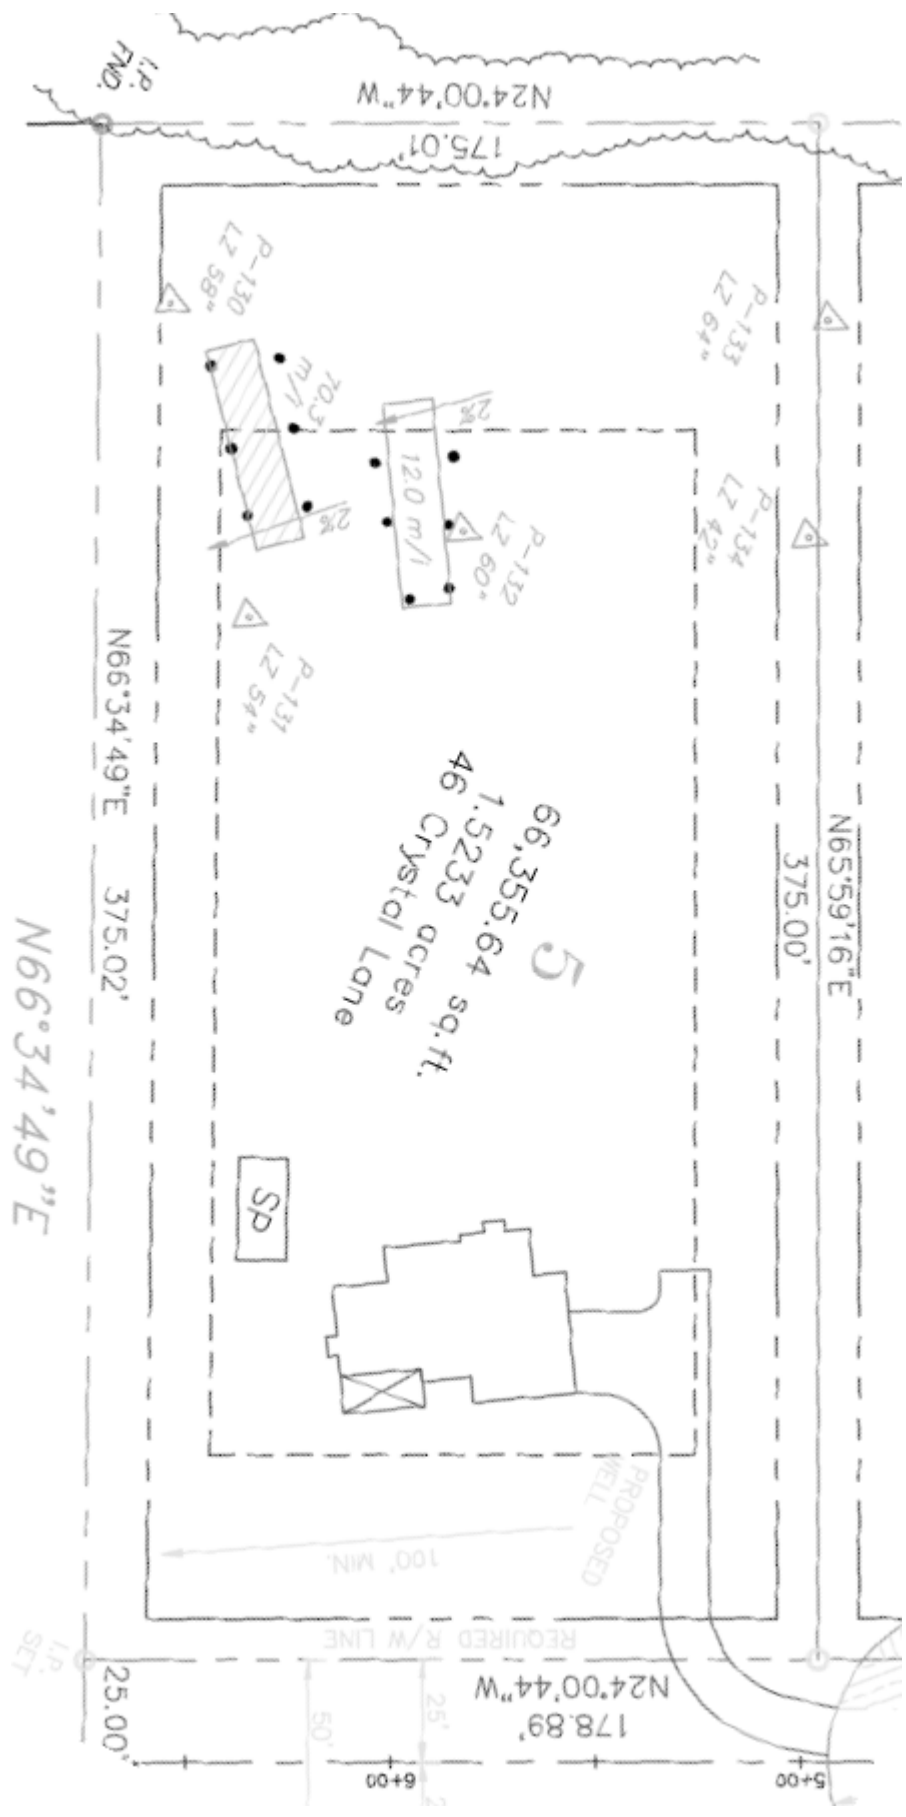 I.P.
FND.
N24°00'44"W
175.01'
P-130
LZ 58"
P-133
LZ 64"
70.3
m/i
2%
2%
12.0 m/i
P-132
LZ 60"
P-134
LZ 42"
P-131
LZ 54"
N66°34'49"E 375.02'
N65°59'16"E
375.00'
66,355.64 sq.ft.
1.5233 acres
46 Crystal Lane
5
N66°34'49"E
SP
PROPOSED
WELL
100' MIN.
REQUIRED R/W LINE
I.P.
SET
N24°00'44"W
178.89'
25.00'
50'
25'
6+00
5+00